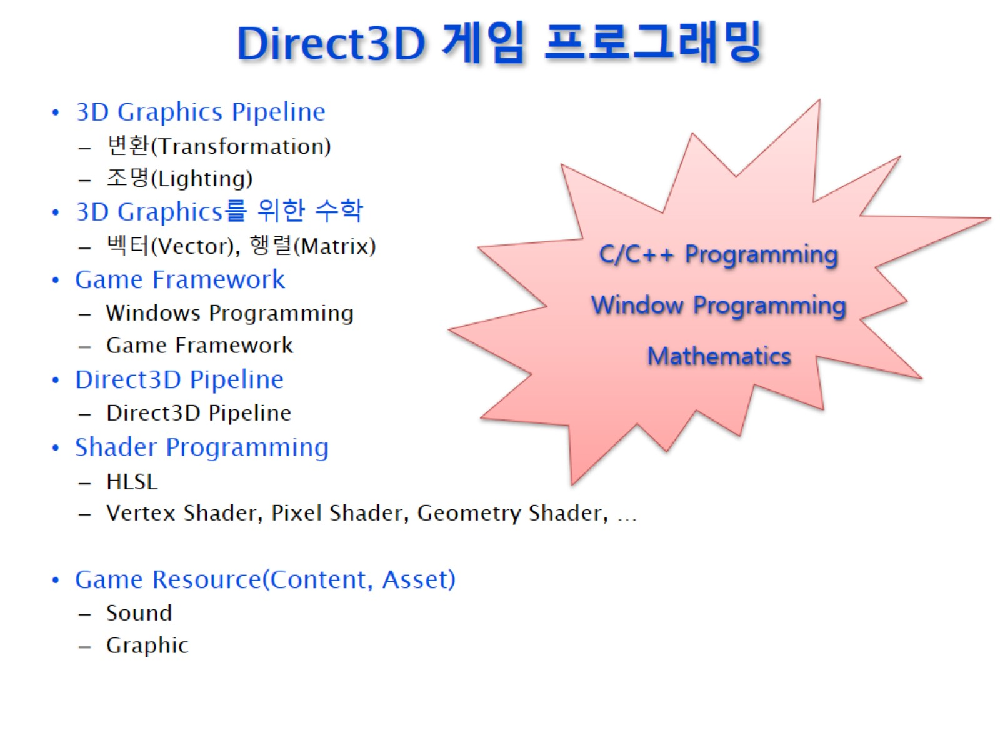 Direct3D 게임 프로그래밍
• 3D Graphics Pipeline
– 변환(Transformation)
– 조명(Lighting)
• 3D Graphics를 위한 수학
– 벡터(Vector), 행렬(Matrix)
• Game Framework
– Windows Programming
– Game Framework
• Direct3D Pipeline
– Direct3D Pipeline
• Shader Programming
– HLSL
– Vertex Shader, Pixel Shader, Geometry Shader, …
• Game Resource(Content, Asset)
– Sound
– Graphic
C/C++ Programming
Window Programming
Mathematics